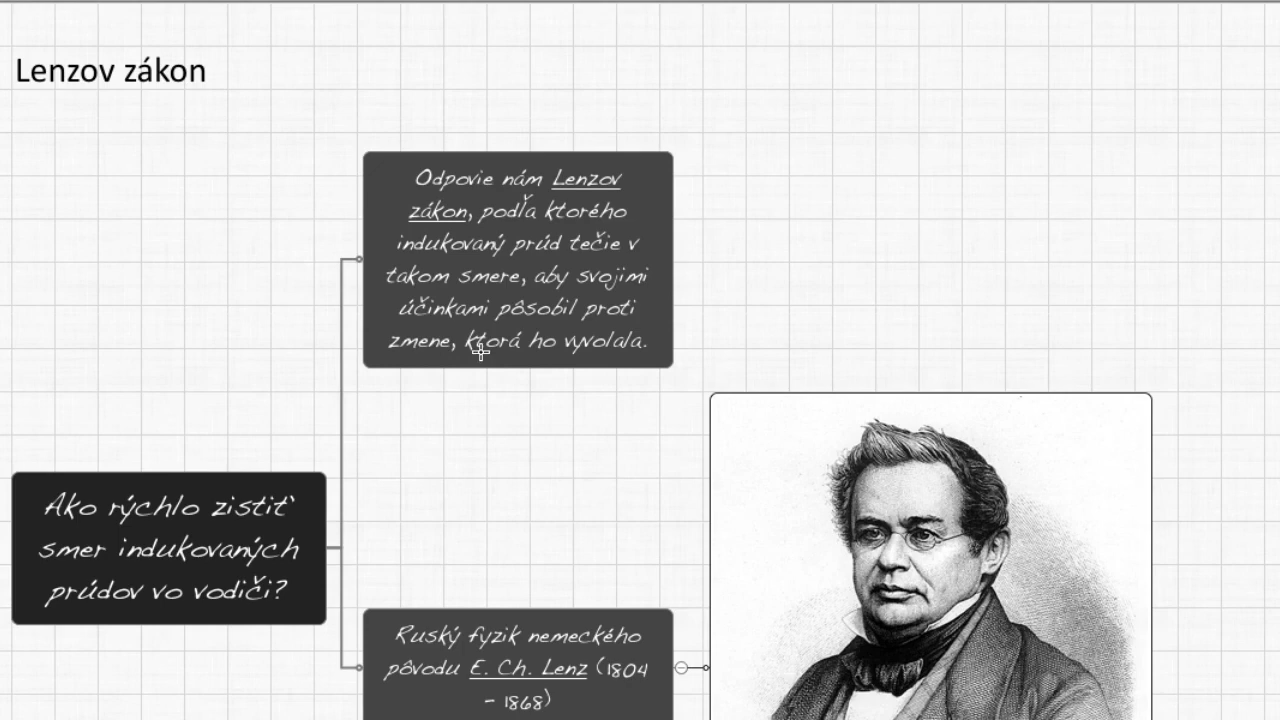 Lenzov zákon
Odpovie nám Lenzov
zákon, podľa ktorého
indukovaný prúd tečie v
takom smere, aby svojimi
účinkami pôsobil proti
zmene, ktorá ho vyvolala.
Ako rýchlo zistiť
smer indukovaných
prúdov vo vodiči?
Ruský fyzik nemeckého
pôvodu E. Ch. Lenz (1804
- 1868)